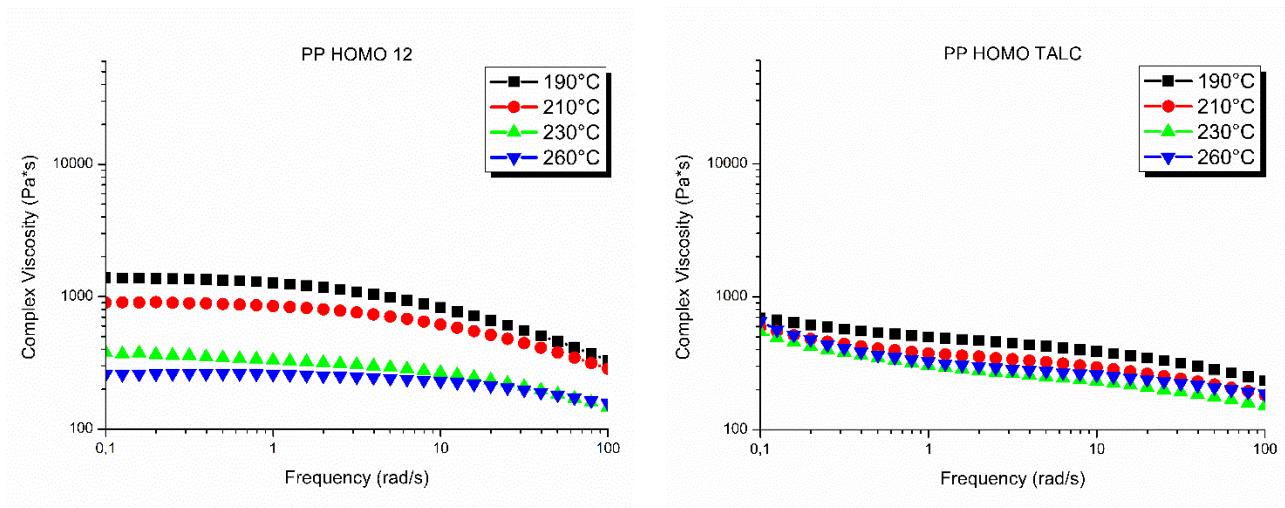 PP HOMO 12
190°C
210°C
230°C
260°C
10000
1000
100
Complex Viscosity (Pa*s)
0,1
1
10
100
Frequency (rad/s)
PP HOMO TALC
190°C
210°C
230°C
260°C
10000
1000
100
Complex Viscosity (Pa*s)
0,1
1
10
100
Frequency (rad/s)